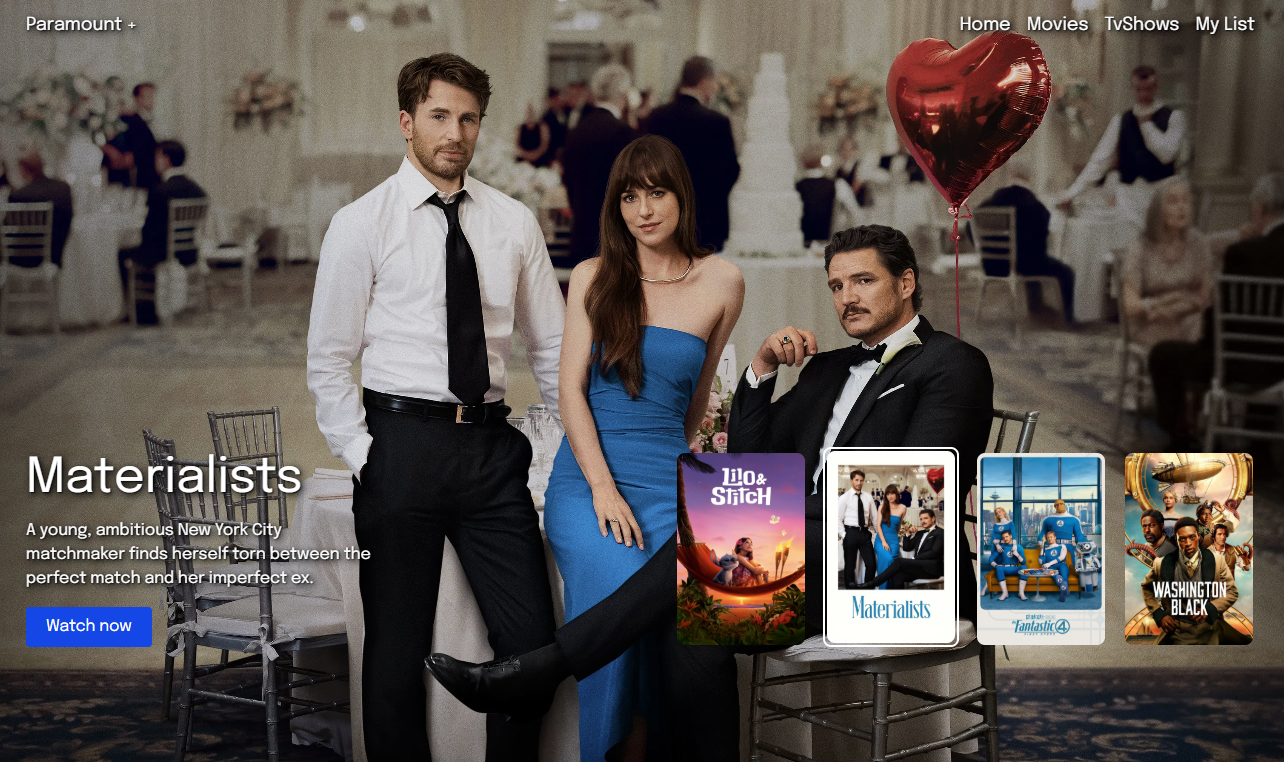 Paramount +
Home Movies TvShows My List
Materialists
A young, ambitious New York City
matchmaker finds herself torn between the
perfect match and her imperfect ex.
Watch now
Lilo &
Stitch
Materialists
Fantastic 4
WASHINGTON
BLACK